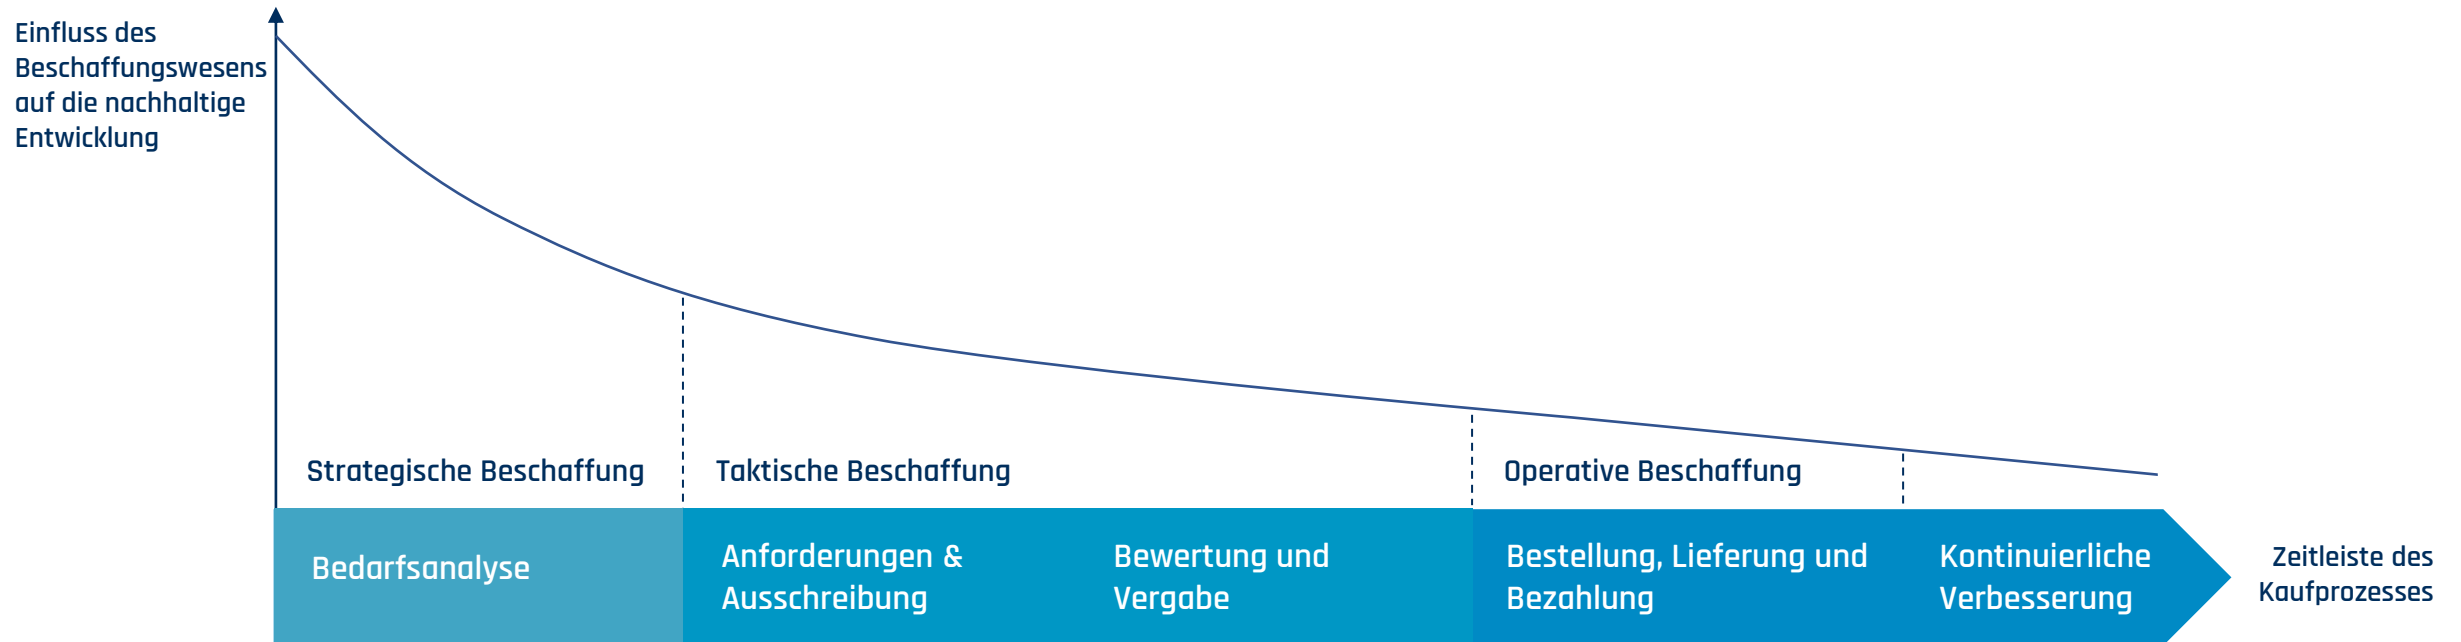 Einfluss des
Beschaffungswesens
auf die nachhaltige
Entwicklung
Strategische Beschaffung
Taktische Beschaffung
Operative Beschaffung
Bedarfsanalyse
Anforderungen &
Ausschreibung
Bewertung und
Vergabe
Bestellung, Lieferung und
Bezahlung
Kontinuierliche
Verbesserung
Zeitleiste des
Kaufprozesses